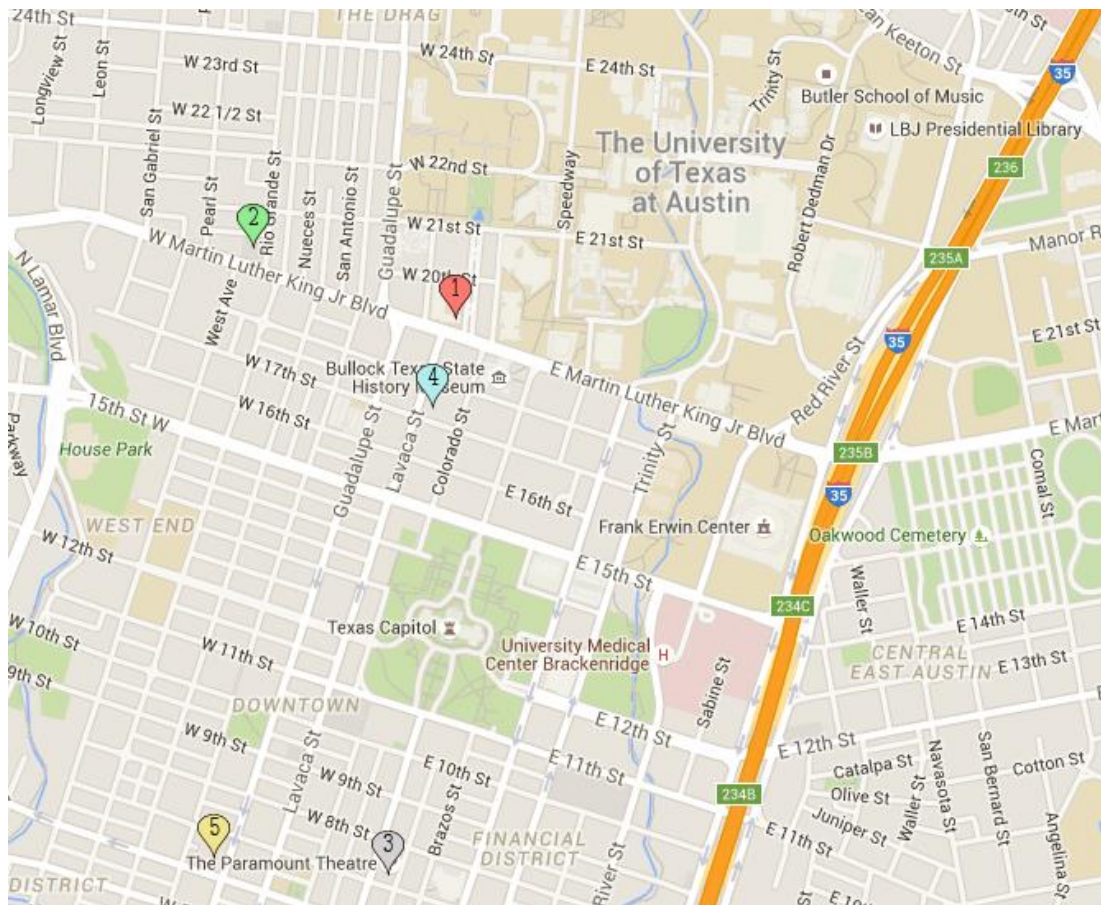 24th St
THE DRAG
Longview St
Leon St
W 23rd St
W 24th St
E 24th St
Trinity St
Butler School of Music
LBJ Presidential Library
35
236
W 22 1/2 St
San Gabriel St
Pearl St
Rio Grande St
Nueces St
San Antonio St
Guadalupe St
W 22nd St
Speedway
The University
of Texas
at Austin
Robert Dedman Dr
W 21st St
E 21st St
Manor R
235A
2
W Martin Luther King Jr Blvd
N Lamar Blvd
West Ave
W 20th St
1
35
E 21st St
Red River St
Bullock Texas State
History Museum
4
E Martin Luther King Jr Blvd
235B
E Mart
W 17th St
W 16th St
15th St W
Parkway
House Park
Guadalupe St
Lavaca St
Colorado St
Trinity St
Comal St
35
E 16th St
Frank Erwin Center
Oakwood Cemetery
WEST END
W 12th St
E 15th St
Waller St
234C
E 14th St
W 10th St
W 11th St
Texas Capitol
University Medical
Center Brackenridge
H
Sabine St
CENTRAL
EAST AUSTIN
E 13th St
9th St
DOWNTOWN
E 12th St
E 12th St
W 9th St
Lavaca St
W 9th St
E 10th St
E 11th St
Catalpa St
Navasota St
San Bernard St
Cotton St
234B
Olive St
Waller St
Juniper St
Angelina St
W 8th St
Brazos St
5
3
The Paramount Theatre
FINANCIAL
DISTRICT
River St
E 11th St
DISTRICT